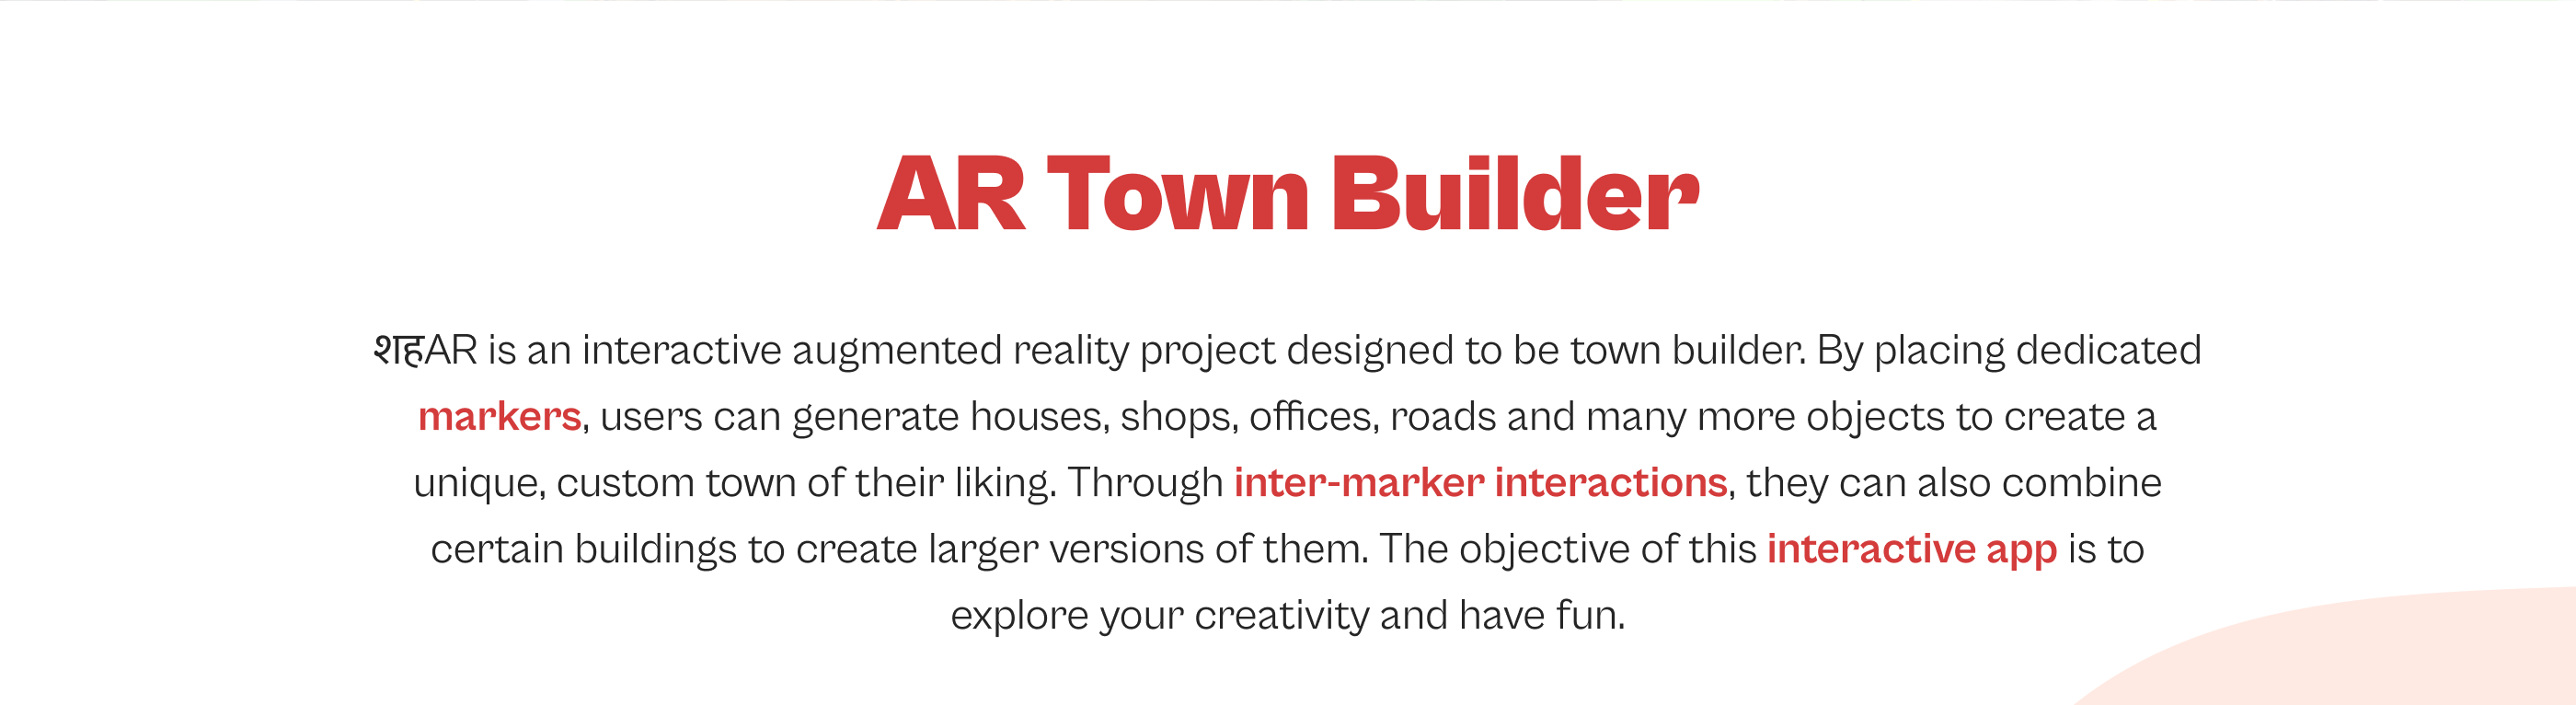 AR Town Builder
शहAR is an interactive augmented reality project designed to be town builder. By placing dedicated
markers, users can generate houses, shops, offices, roads and many more objects to create a
unique, custom town of their liking. Through inter-marker interactions, they can also combine
certain buildings to create larger versions of them. The objective of this interactive app is to
explore your creativity and have fun.